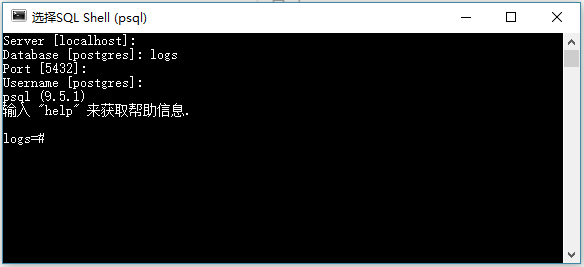 选择SQL Shell (psql)
Server [localhost]:
Database [postgres]: logs
Port [5432]:
Username [postgres]:
psql (9.5.1)
输入 "help" 来获取帮助信息.
logs=#